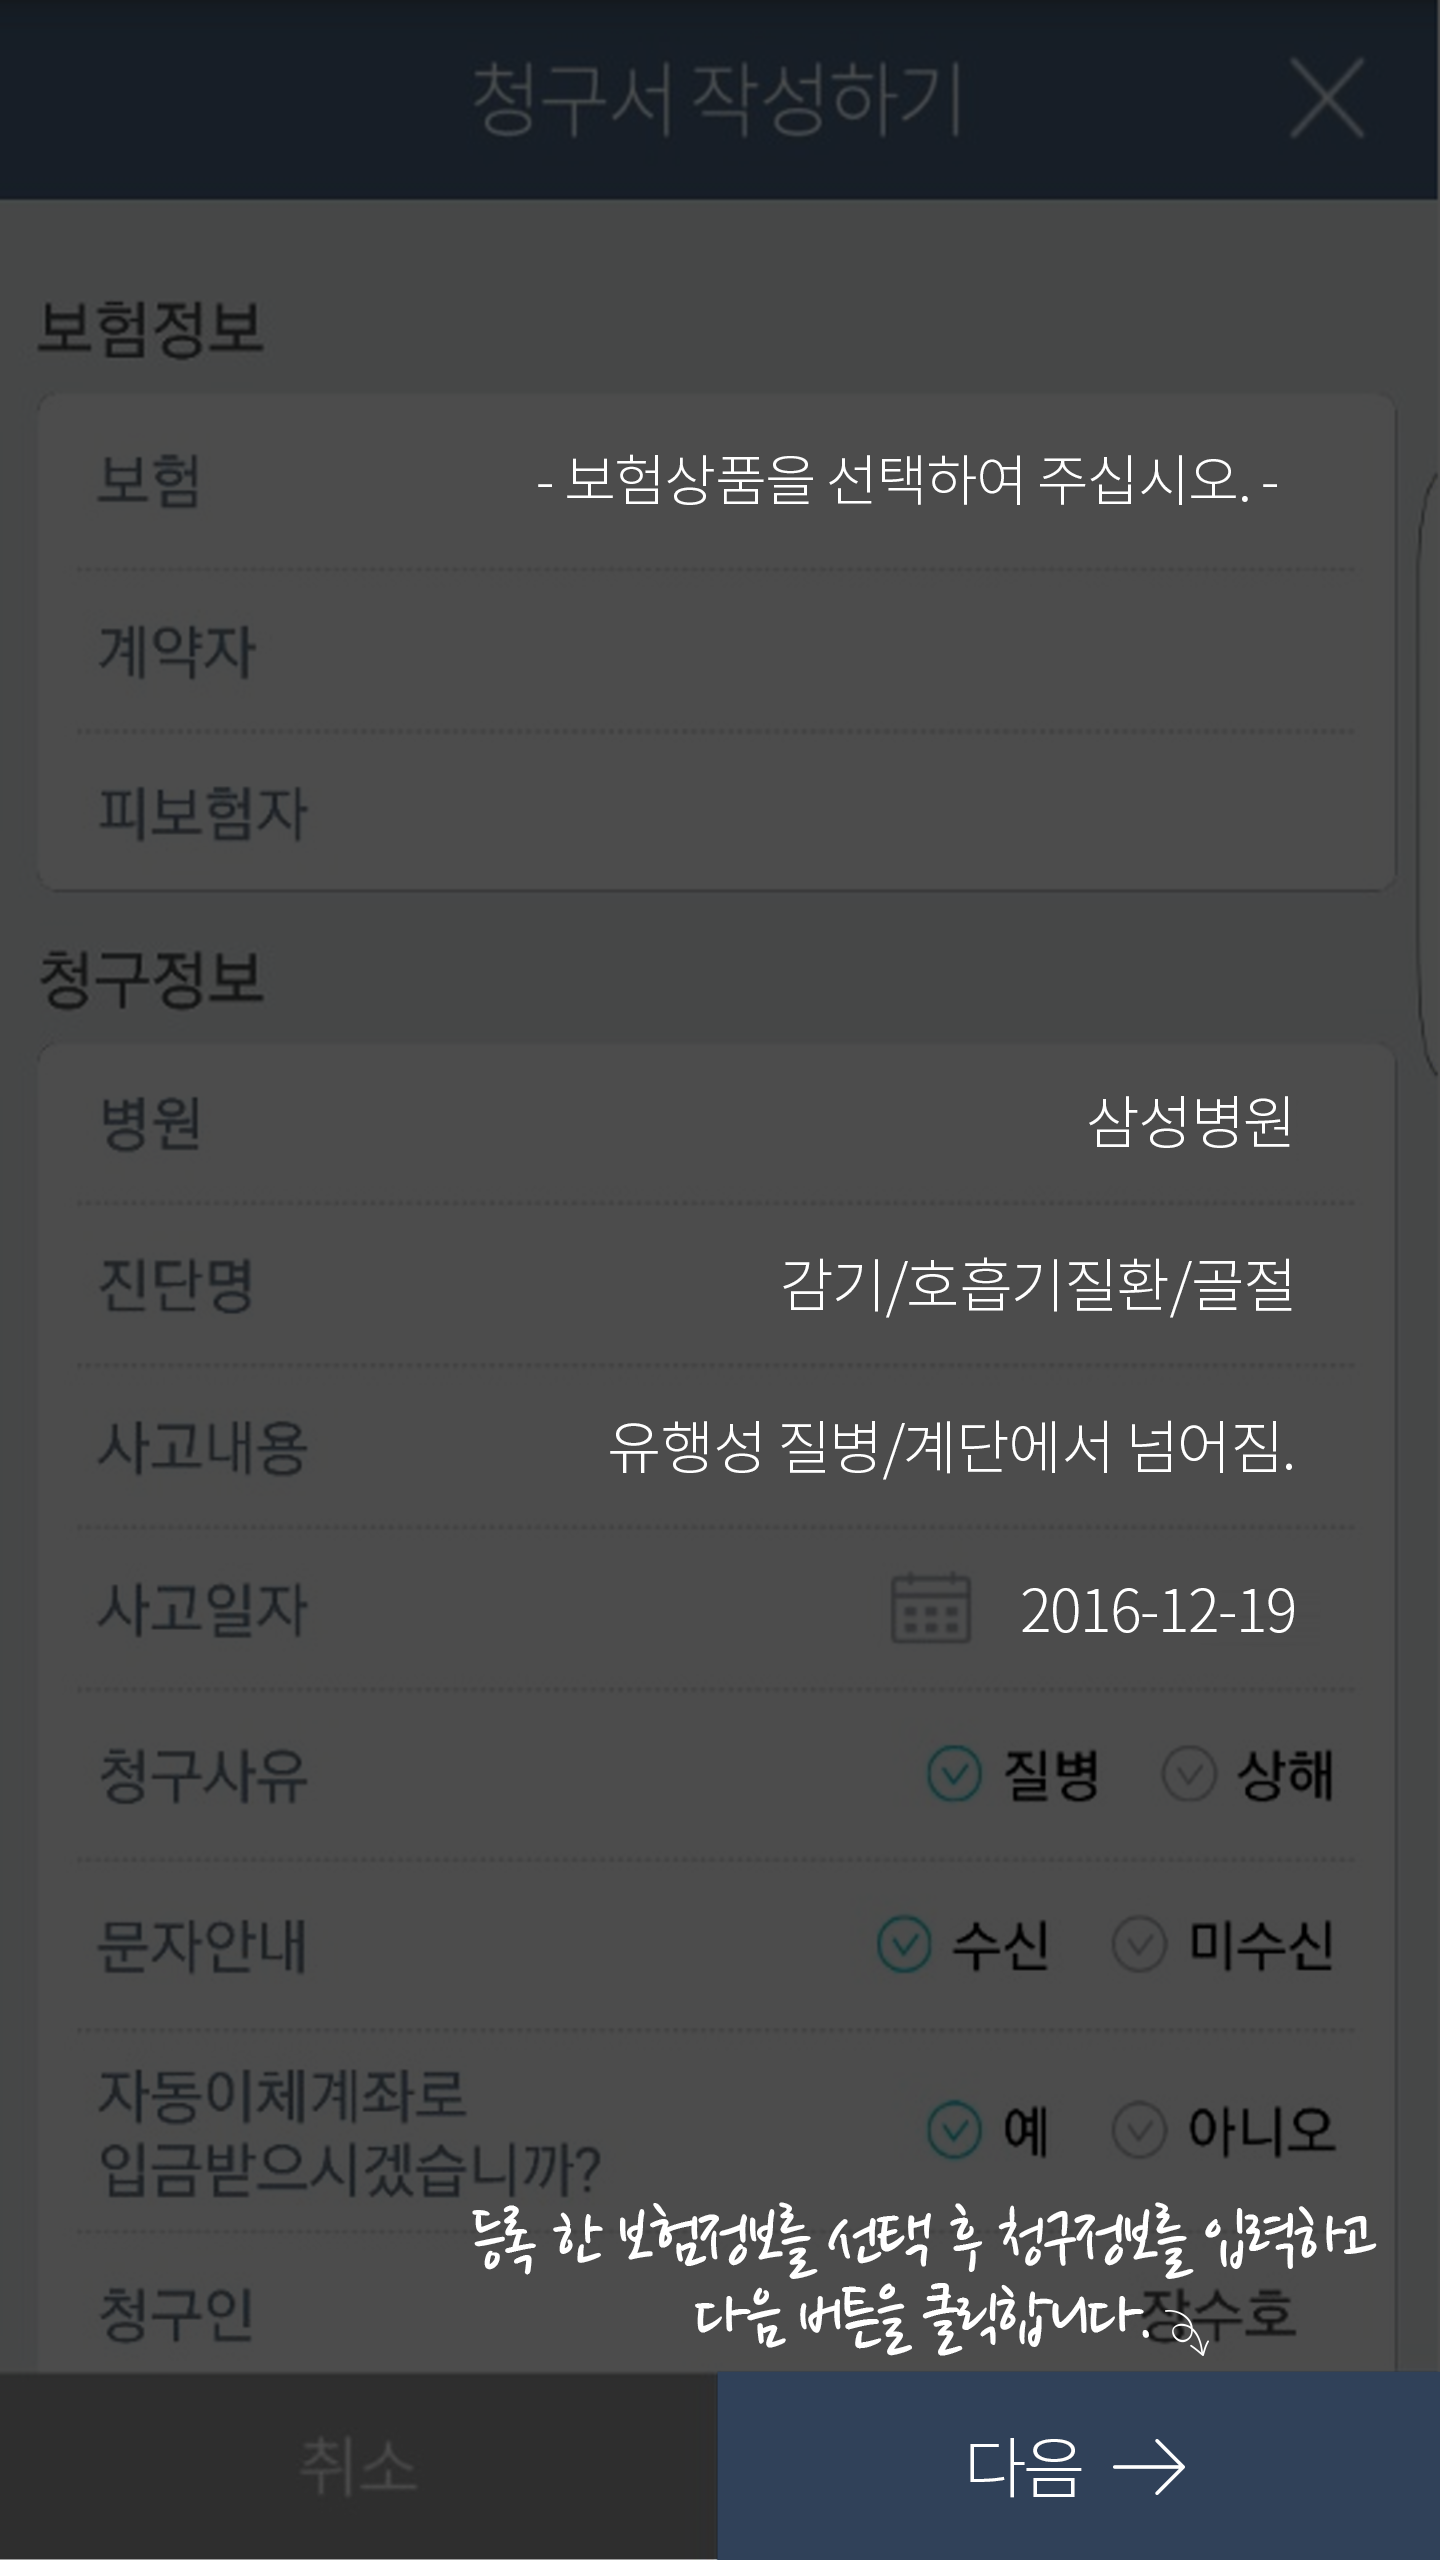 청구서 작성하기
보험정보
보험 - 보험상품을 선택하여 주십시오. -
계약자
피보험자
청구정보
병원 삼성병원
진단명 감기/호흡기질환/골절
사고내용 유행성 질병/계단에서 넘어짐.
사고일자 2016-12-19
청구사유 질병 상해
문자안내 수신 미수신
자동이체계좌로
입금받으시겠습니까? 예 아니오
등록 한 보험정보를 선택 후 청구정보를 입력하고
다음 버튼을 클릭합니다.
청구인 장수호
취소 다음